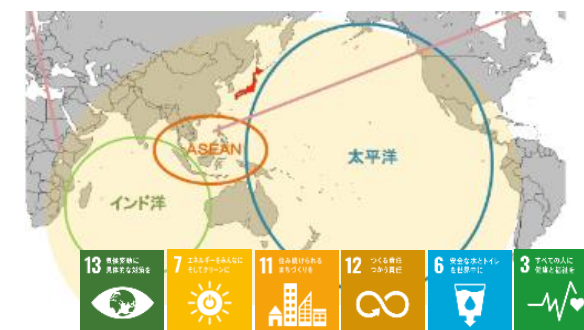 ASEAN
太平洋
インド洋
13 気候変動に
具体的な対策を
7 エネルギーをみんなに
そしてクリーンに
11 住み続けられる
まちづくりを
12 つくる責任
つかう責任
6 安全な水とトイレ
を世界中に
3 すべての人に
健康と福祉を